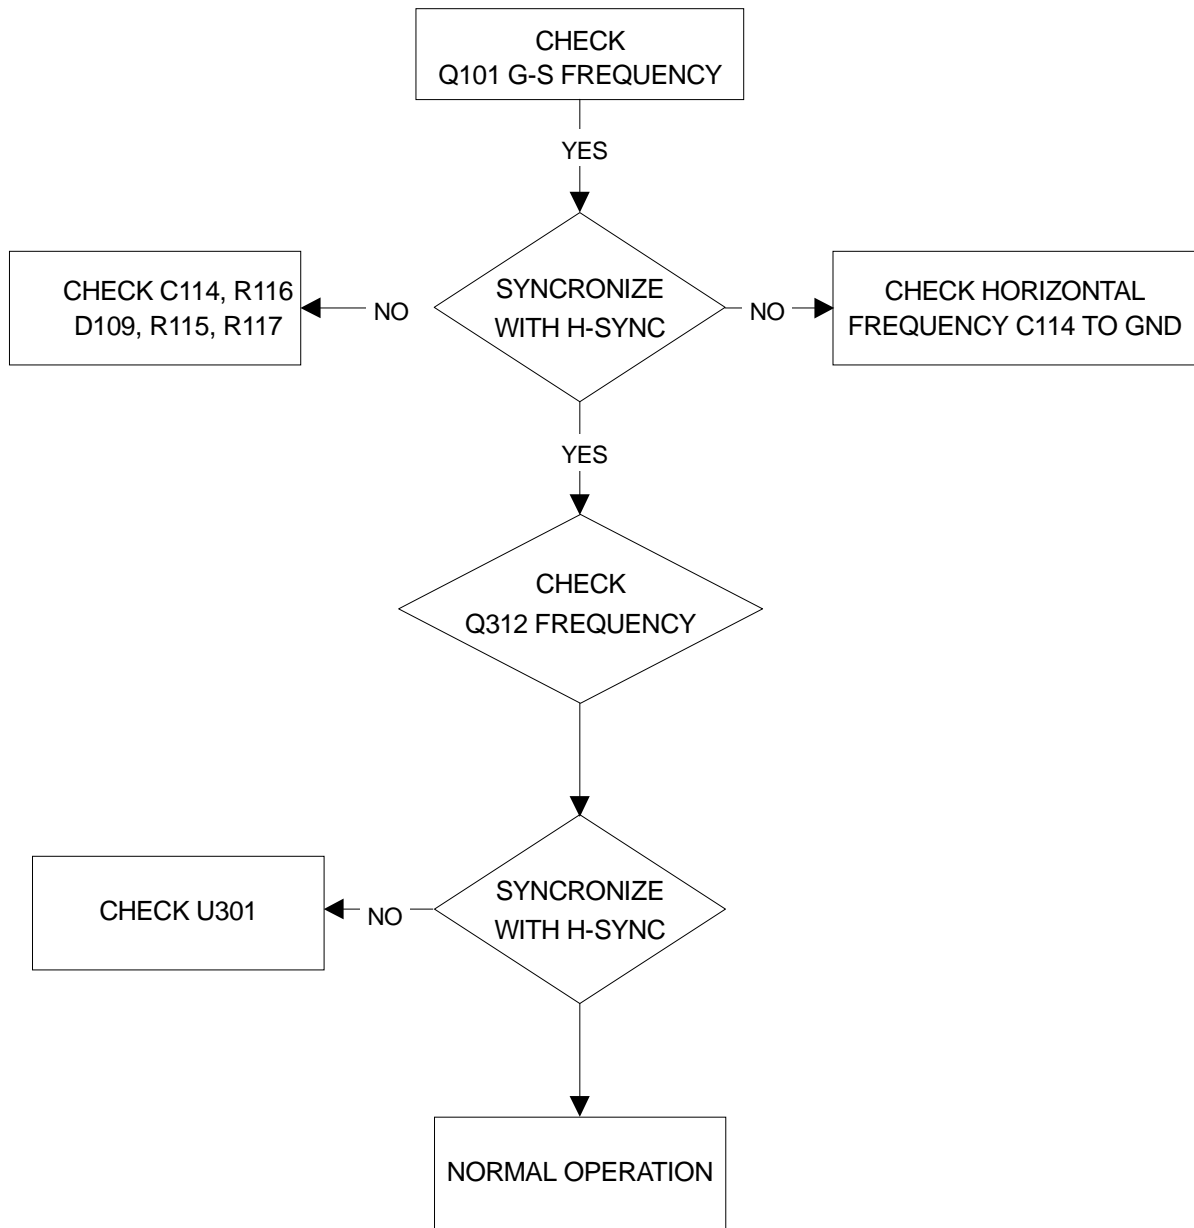 CHECK
Q101 G-S FREQUENCY
YES
CHECK C114, R116
D109, R115, R117
NO
SYNCRONIZE
WITH H-SYNC
NO
CHECK HORIZONTAL
FREQUENCY C114 TO GND
YES
CHECK
Q312 FREQUENCY
CHECK U301
NO
SYNCRONIZE
WITH H-SYNC
NORMAL OPERATION